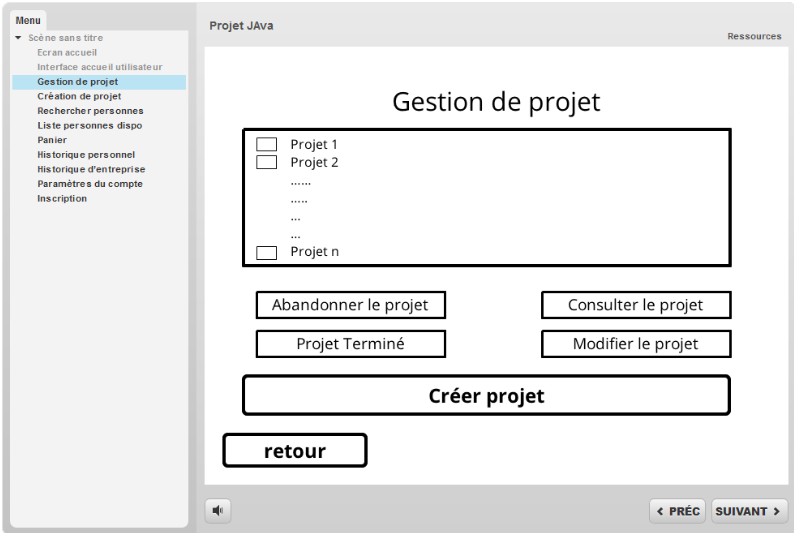 Menu
Scène sans titre
Ecran accueil
Interface accueil utilisateur
Gestion de projet
Création de projet
Rechercher personnes
Liste personnes dispo
Panier
Historique personnel
Historique d'entreprise
Paramètres du compte
Inscription
Projet JAva
Ressources
Gestion de projet
Projet 1
Projet 2
......
.....
...
...
Projet n
Abandonner le projet
Consulter le projet
Projet Terminé
Modifier le projet
Créer projet
retour
PRÉC
SUIVANT